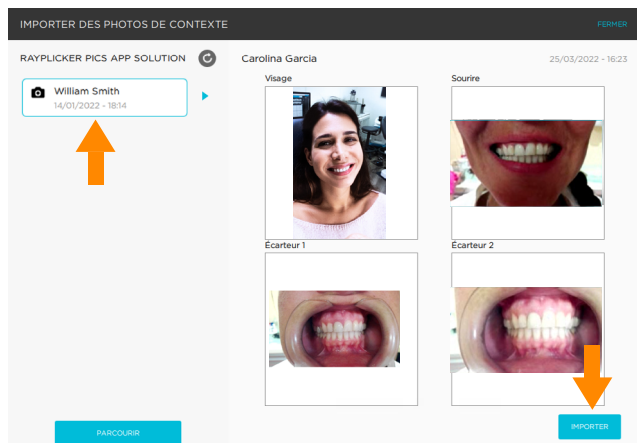 IMPORTER DES PHOTOS DE CONTEXTE
FERMER
RAYPLICKER PICS APP SOLUTION
William Smith
14/01/2022 - 18:14
Carolina Garcia
25/03/2022 - 16:23
Visage
Sourire
Écarteur 1
Écarteur 2
PARCOURIR
IMPORTER